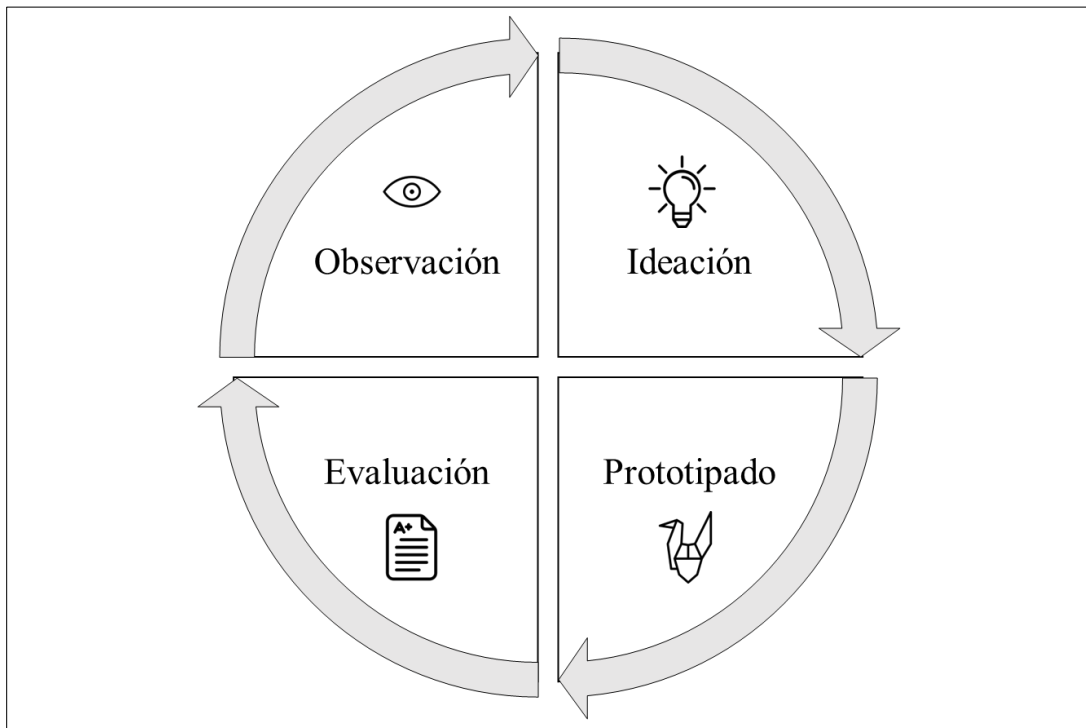 Observación
Ideación
Evaluación
Prototipado
A+